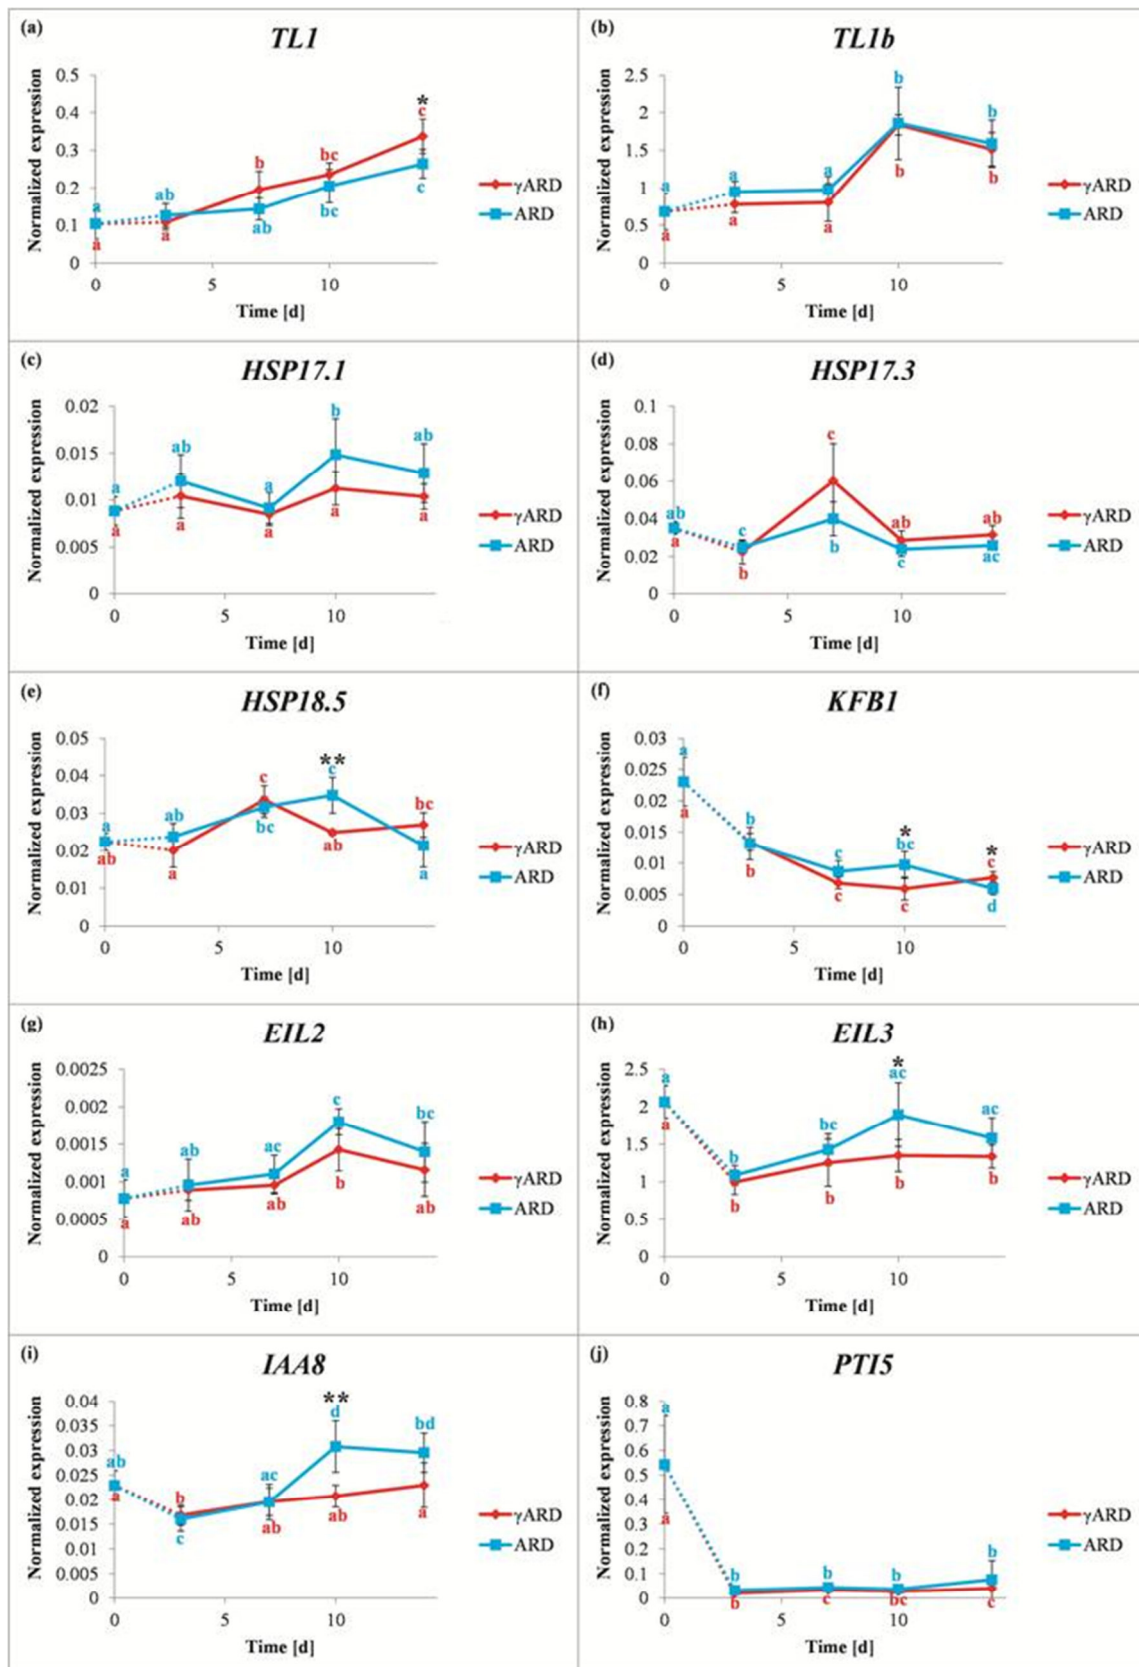 (a)
TL1
Normalized expression
0.5
0.4
0.3
0.2
0.1
0
0 5 10
Time [d]
a ab b bc * c
a a ab bc c
γARD
ARD
(b)
TL1b
Normalized expression
2.5
2
1.5
1
0.5
0
0 5 10
Time [d]
a a a b b
a a a b b
γARD
ARD
(c)
HSP17.1
Normalized expression
0.02
0.015
0.01
0.005
0
0 5 10
Time [d]
a ab a b ab
a a a a a
γARD
ARD
(d)
HSP17.3
Normalized expression
0.1
0.08
0.06
0.04
0.02
0
0 5 10
Time [d]
ab c c ab ab
a b b c ac
γARD
ARD
(e)
HSP18.5
Normalized expression
0.05
0.04
0.03
0.02
0.01
0
0 5 10
Time [d]
a ab c ** c bc
ab a bc ab a
γARD
ARD
(f)
KFB1
Normalized expression
0.03
0.025
0.02
0.015
0.01
0.005
0
0 5 10
Time [d]
a b c * bc * c
a b c c d
γARD
ARD
(g)
EIL2
Normalized expression
0.0025
0.002
0.0015
0.001
0.0005
0
0 5 10
Time [d]
a ab ac c bc
a ab ab b ab
γARD
ARD
(h)
EIL3
Normalized expression
2.5
2
1.5
1
0.5
0
0 5 10
Time [d]
a b bc * ac ac
a b b b b
γARD
ARD
(i)
IAA8
Normalized expression
0.04
0.035
0.03
0.025
0.02
0.015
0.01
0.005
0
0 5 10
Time [d]
ab b ac ** d bd
a c ab ab a
γARD
ARD
(j)
PTI5
Normalized expression
0.8
0.7
0.6
0.5
0.4
0.3
0.2
0.1
0
0 5 10
Time [d]
a b b b b
a b c bc c
γARD
ARD